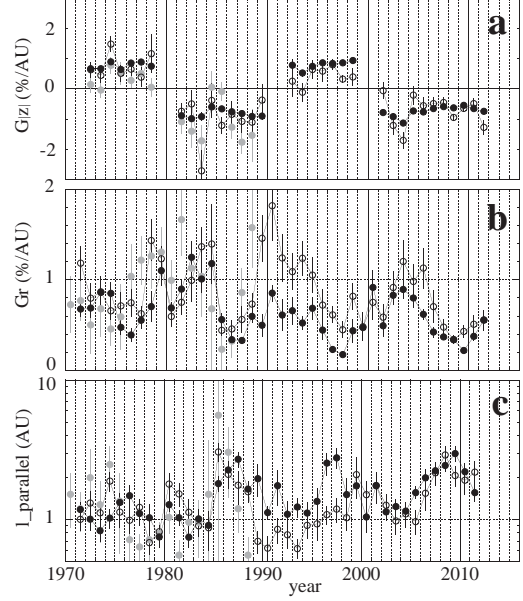 a
2
0
-2
G|z| (%/AU)
b
2
1
0
Gr (%/AU)
c
10
1
l_parallel (AU)
1970 1980 1990 2000 2010
year